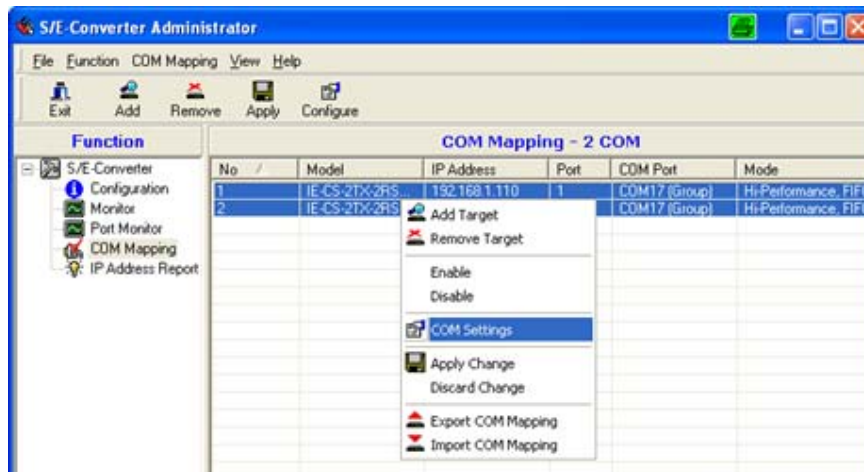 S/E-Converter Administrator
File Function COM Mapping View Help
Exit Add Remove Apply Configure
Function
COM Mapping - 2 COM
S/E-Converter
Configuration
Monitor
Port Monitor
COM Mapping
IP Address Report
No Model IP Address Port COM Port Mode
1 IE-CS-2TX-2RS... 192.168.1.110 1 COM17 (Group) Hi-Performance, FIF
2 IE-CS-2TX-2RS COM17 (Group) Hi-Performance, FIF
Add Target
Remove Target
Enable
Disable
COM Settings
Apply Change
Discard Change
Export COM Mapping
Import COM Mapping